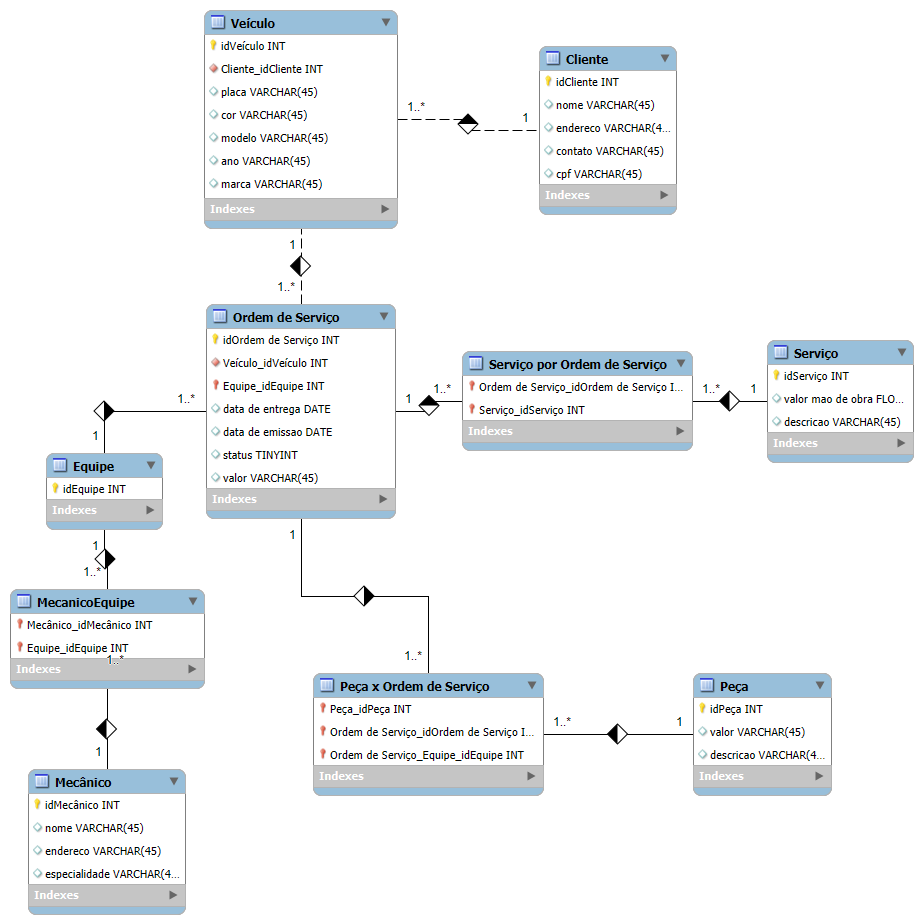 Veículo
idVeículo INT
Cliente_idCliente INT
placa VARCHAR(45)
cor VARCHAR(45)
modelo VARCHAR(45)
ano VARCHAR(45)
marca VARCHAR(45)
Indexes
1..*
1
Cliente
idCliente INT
nome VARCHAR(45)
endereco VARCHAR(4...
contato VARCHAR(45)
cpf VARCHAR(45)
Indexes
1
1..*
Ordem de Serviço
idOrdem de Serviço INT
Veículo_idVeículo INT
Equipe_idEquipe INT
data de entrega DATE
data de emissao DATE
status TINYINT
valor VARCHAR(45)
Indexes
1
1..*
Serviço por Ordem de Serviço
Ordem de Serviço_idOrdem de Serviço I...
Serviço_idServiço INT
Indexes
1..*
1
Serviço
idServiço INT
valor mao de obra FLO...
descricao VARCHAR(45)
Indexes
1..*
1
Equipe
idEquipe INT
Indexes
1
1..*
MecanicoEquipe
Mecânico_idMecânico INT
Equipe_idEquipe INT
Indexes
1..*
1
Mecânico
idMecânico INT
nome VARCHAR(45)
endereco VARCHAR(45)
especialidade VARCHAR(4...
Indexes
1
1..*
Peça x Ordem de Serviço
Peça_idPeça INT
Ordem de Serviço_idOrdem de Serviço I...
Ordem de Serviço_Equipe_idEquipe INT
Indexes
1..*
1
Peça
idPeça INT
valor VARCHAR(45)
descricao VARCHAR(4...
Indexes